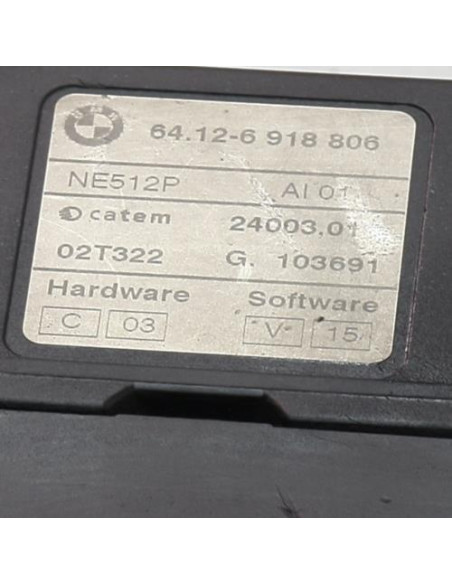 64.12-6 918 806
NE512P AI 01
catem 24003.01
02T322 G. 103691
Hardware Software
C 03 V 15